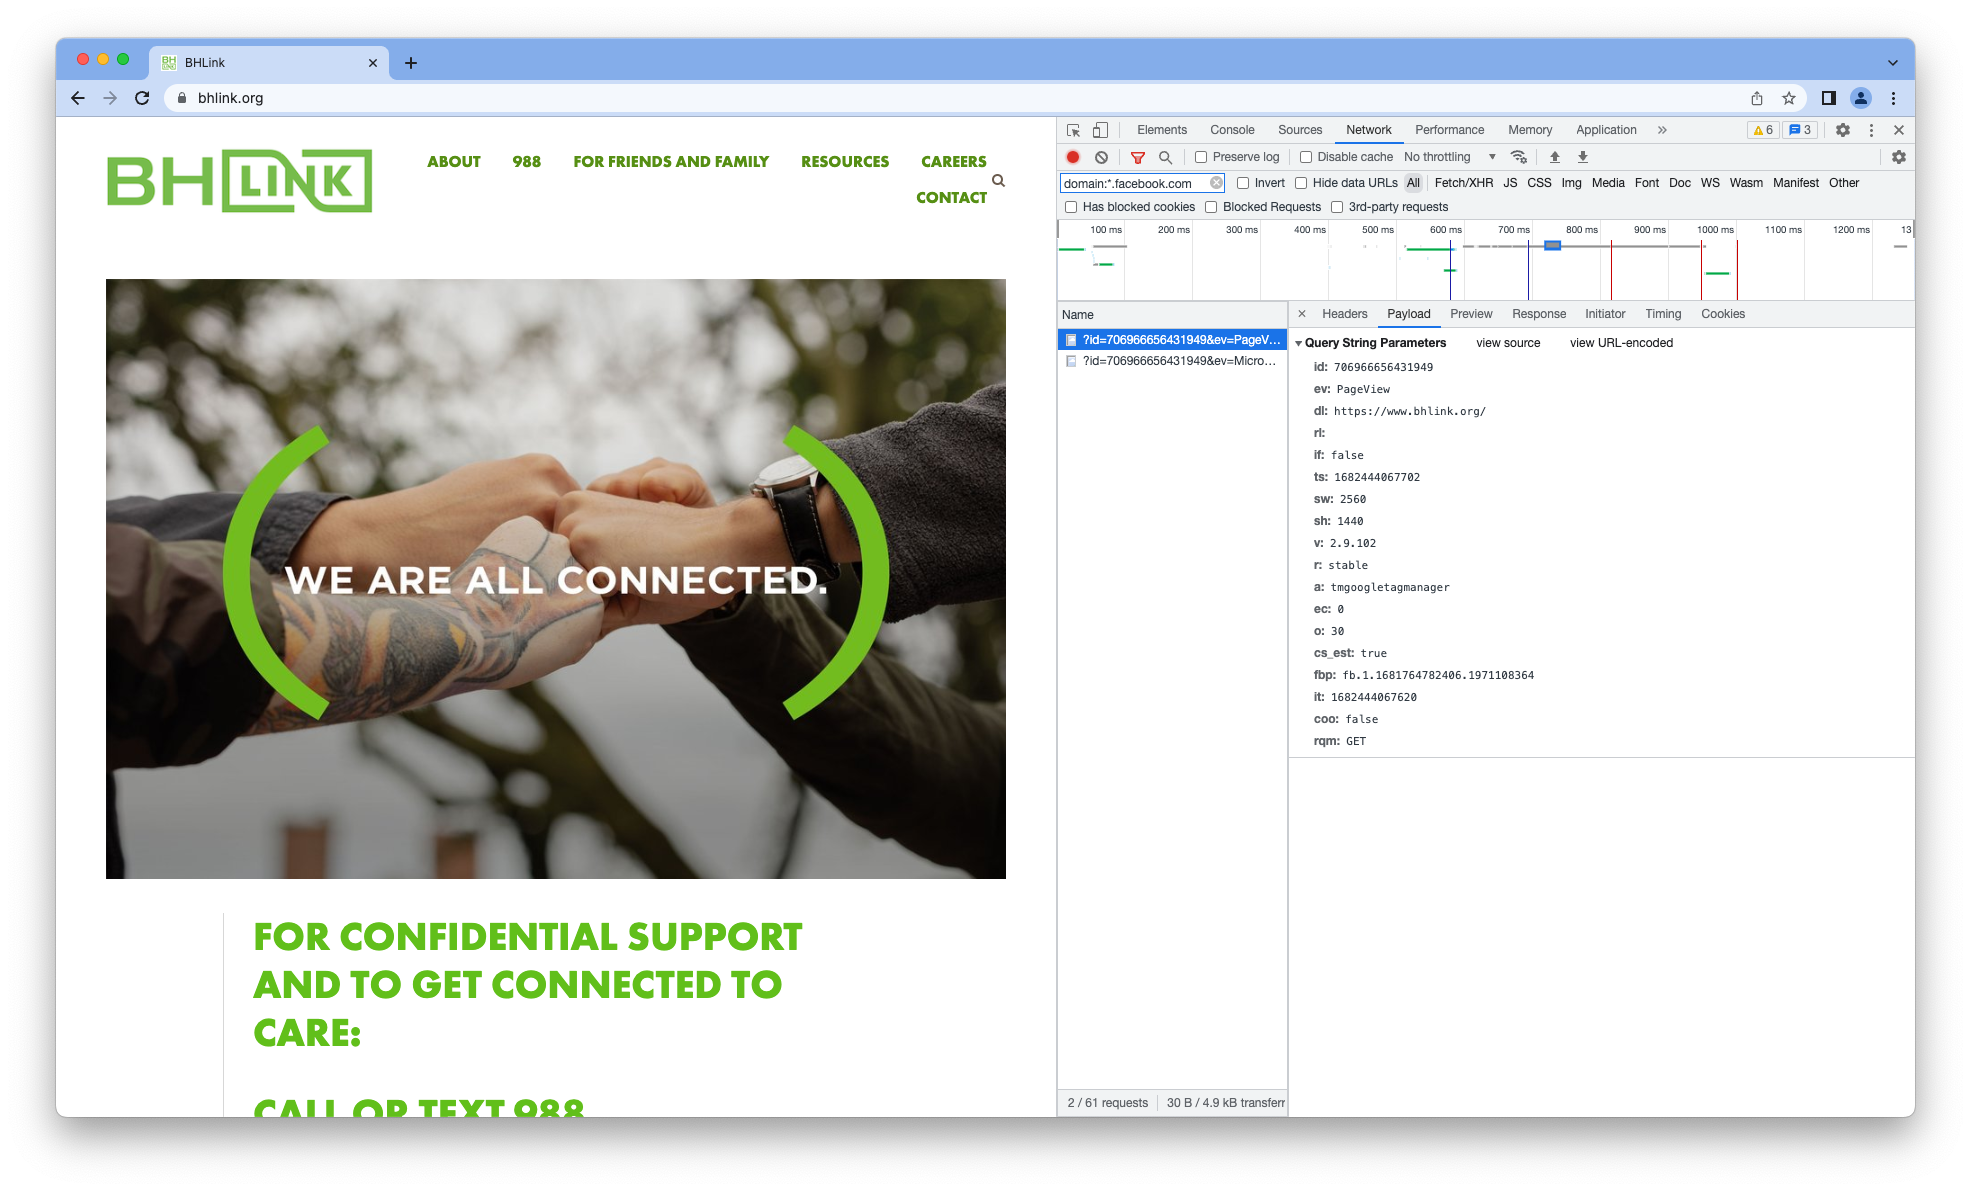 BH
LINK
BHLink
bhlink.org
BH LINK
ABOUT 988 FOR FRIENDS AND FAMILY RESOURCES CAREERS
CONTACT
WE ARE ALL CONNECTED.
FOR CONFIDENTIAL SUPPORT
AND TO GET CONNECTED TO
CARE:
CALL OR TEXT 988
Elements Console Sources Network Performance Memory Application 6 3
Preserve log Disable cache No throttling
domain:*.facebook.com Invert Hide data URLs All Fetch/XHR JS CSS Img Media Font Doc WS Wasm Manifest Other
Has blocked cookies Blocked Requests 3rd-party requests
100 ms 200 ms 300 ms 400 ms 500 ms 600 ms 700 ms 800 ms 900 ms 1000 ms 1100 ms 1200 ms 13
Name
?id=706966656431949&ev=PageV...
?id=706966656431949&ev=Micro...
2 / 61 requests 30 B / 4.9 kB transferr
Headers Payload Preview Response Initiator Timing Cookies
Query String Parameters view source view URL-encoded
id: 706966656431949
ev: PageView
dl: https://www.bhlink.org/
rl:
if: false
ts: 1682444067702
sw: 2560
sh: 1440
v: 2.9.102
r: stable
a: tmgoogletagmanager
ec: 0
o: 30
cs_est: true
fbp: fb.1.1681764782406.1971108364
it: 1682444067620
coo: false
rqm: GET